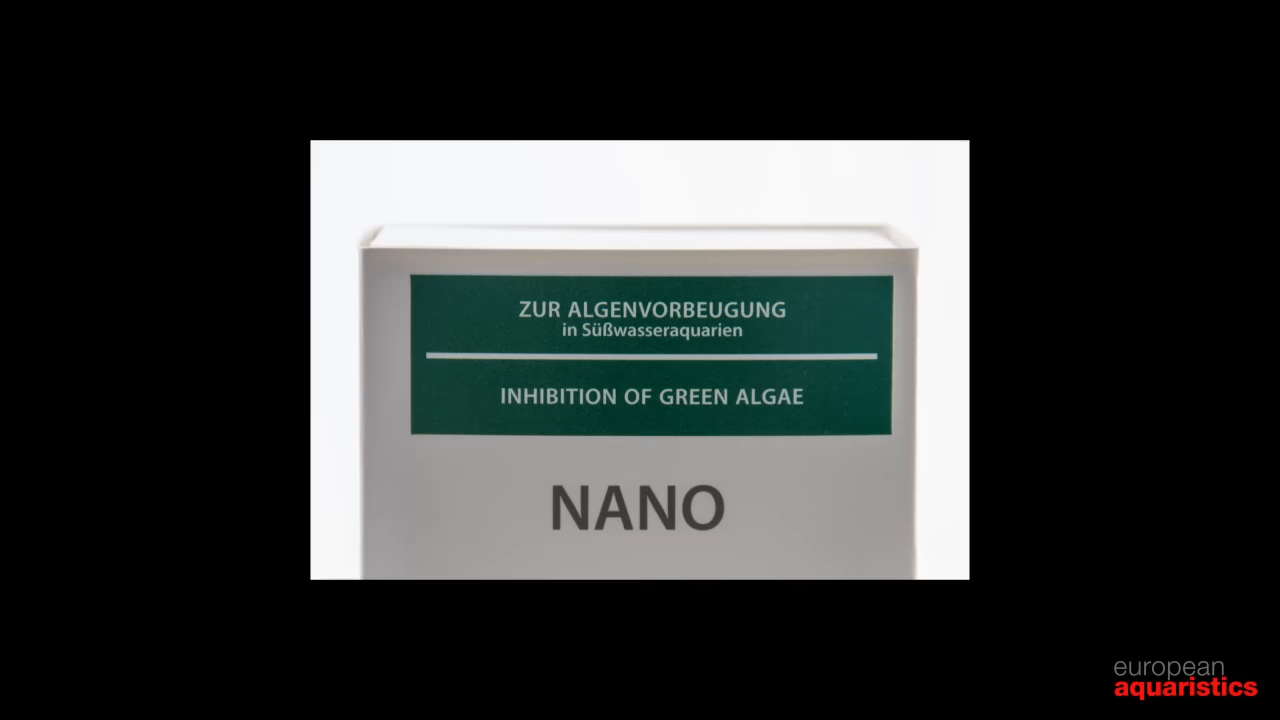 ZUR ALGENVORBEUGUNG
in Süßwasseraquarien
INHIBITION OF GREEN ALGAE
NANO
european
aquaristics